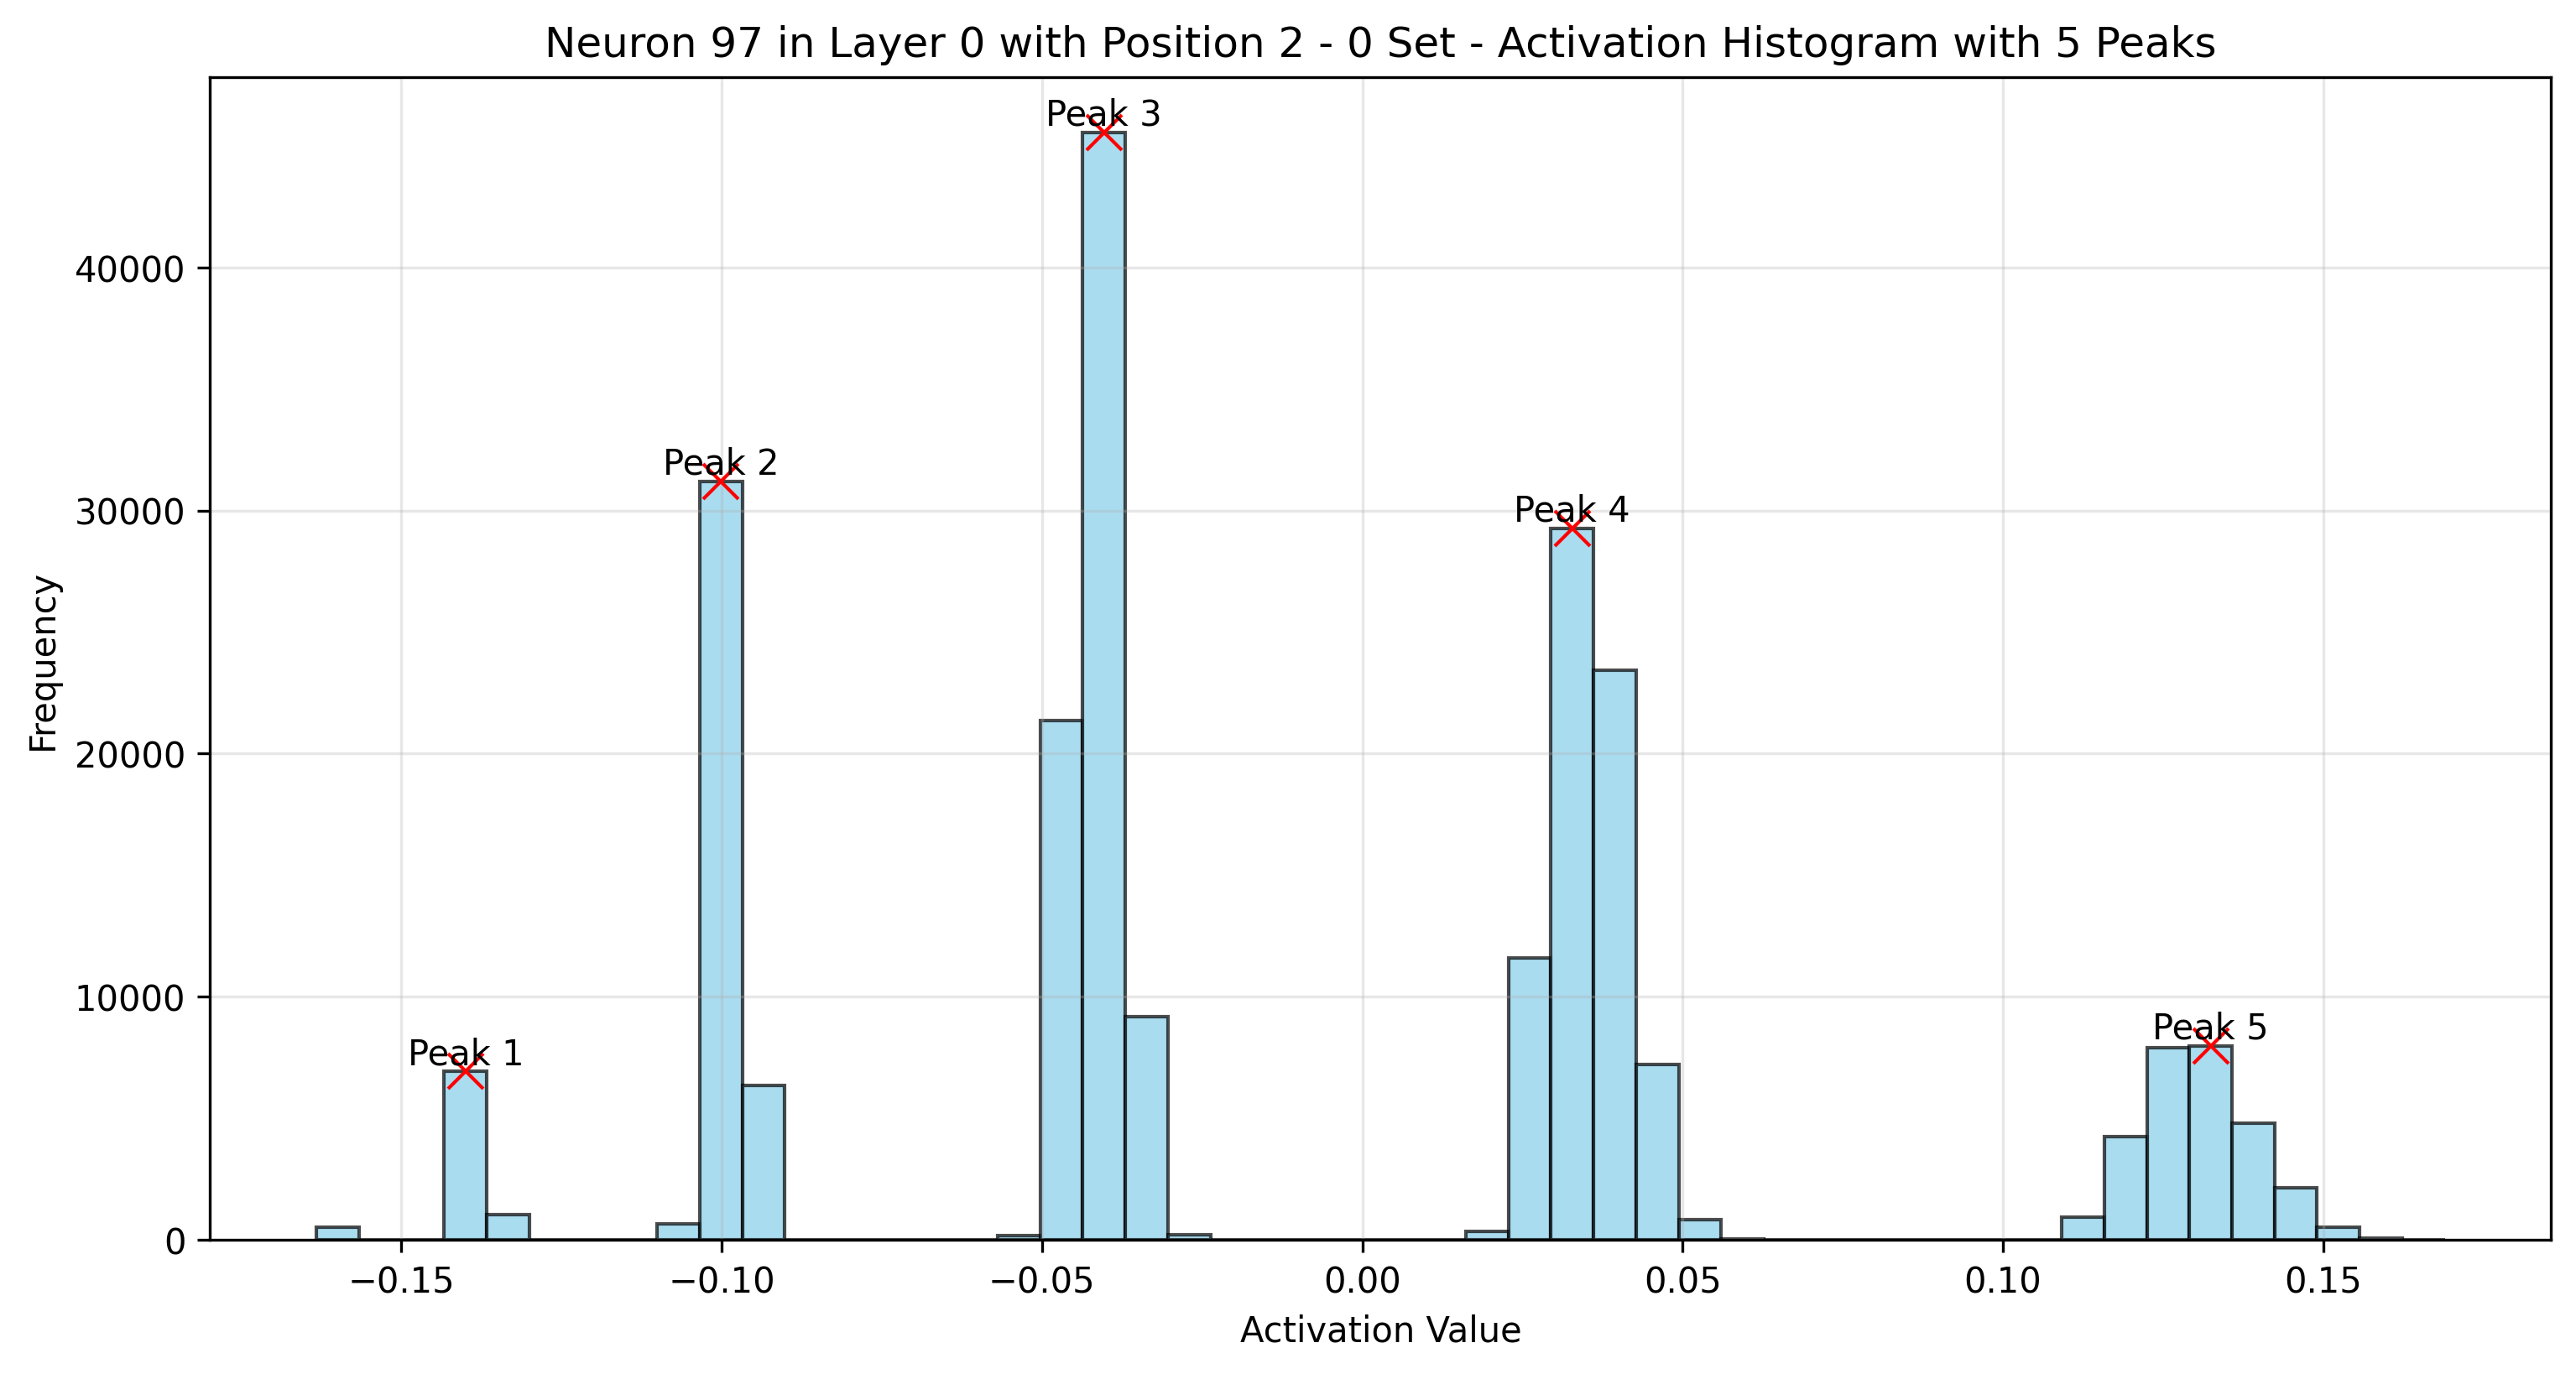 Neuron 97 in Layer 0 with Position 2 - 0 Set - Activation Histogram with 5 Peaks
Peak 3
40000
Peak 2
30000
Peak 4
Frequency
20000
10000
Peak 5
Peak 1
0
−0.15
−0.10
−0.05
0.00
0.05
0.10
0.15
Activation Value